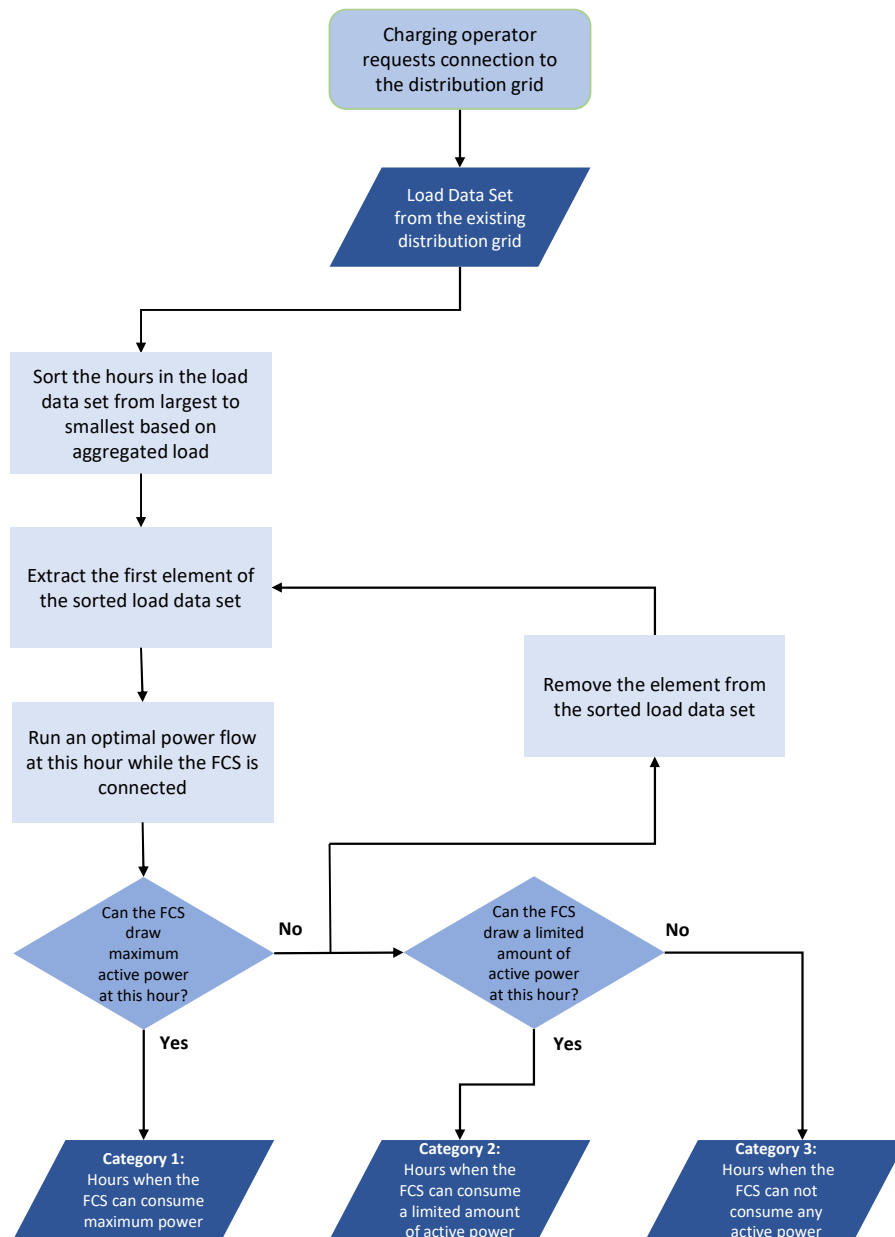 Charging operator
requests connection to
the distribution grid
Load Data Set
from the existing
distribution grid
Sort the hours in the load
data set from largest to
smallest based on
aggregated load
Extract the first element of
the sorted load data set
Remove the element from
the sorted load data set
Run an optimal power flow
at this hour while the FCS is
connected
Can the FCS
draw
maximum
active power
at this hour?
No
Can the FCS
draw a limited
amount of
active power
at this hour?
No
Yes
Yes
Category 1:
Hours when the
FCS can consume
maximum power
Category 2:
Hours when the
FCS can consume
a limited amount
of active power
Category 3:
Hours when the
FCS can not
consume any
active power